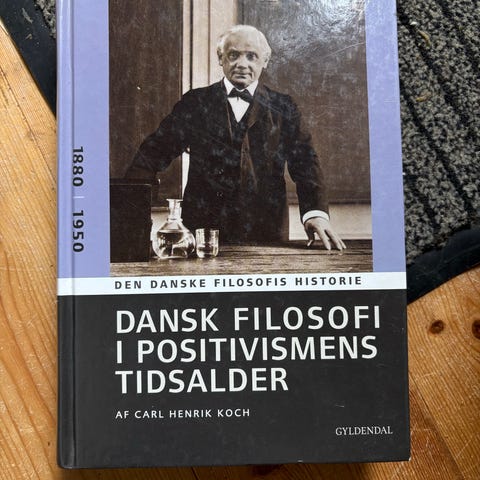 1880 | 1950
DEN DANSKE FILOSOFIS HISTORIE
DANSK FILOSOFI
I POSITIVISMENS
TIDSALDER
AF CARL HENRIK KOCH
GYLDENDAL